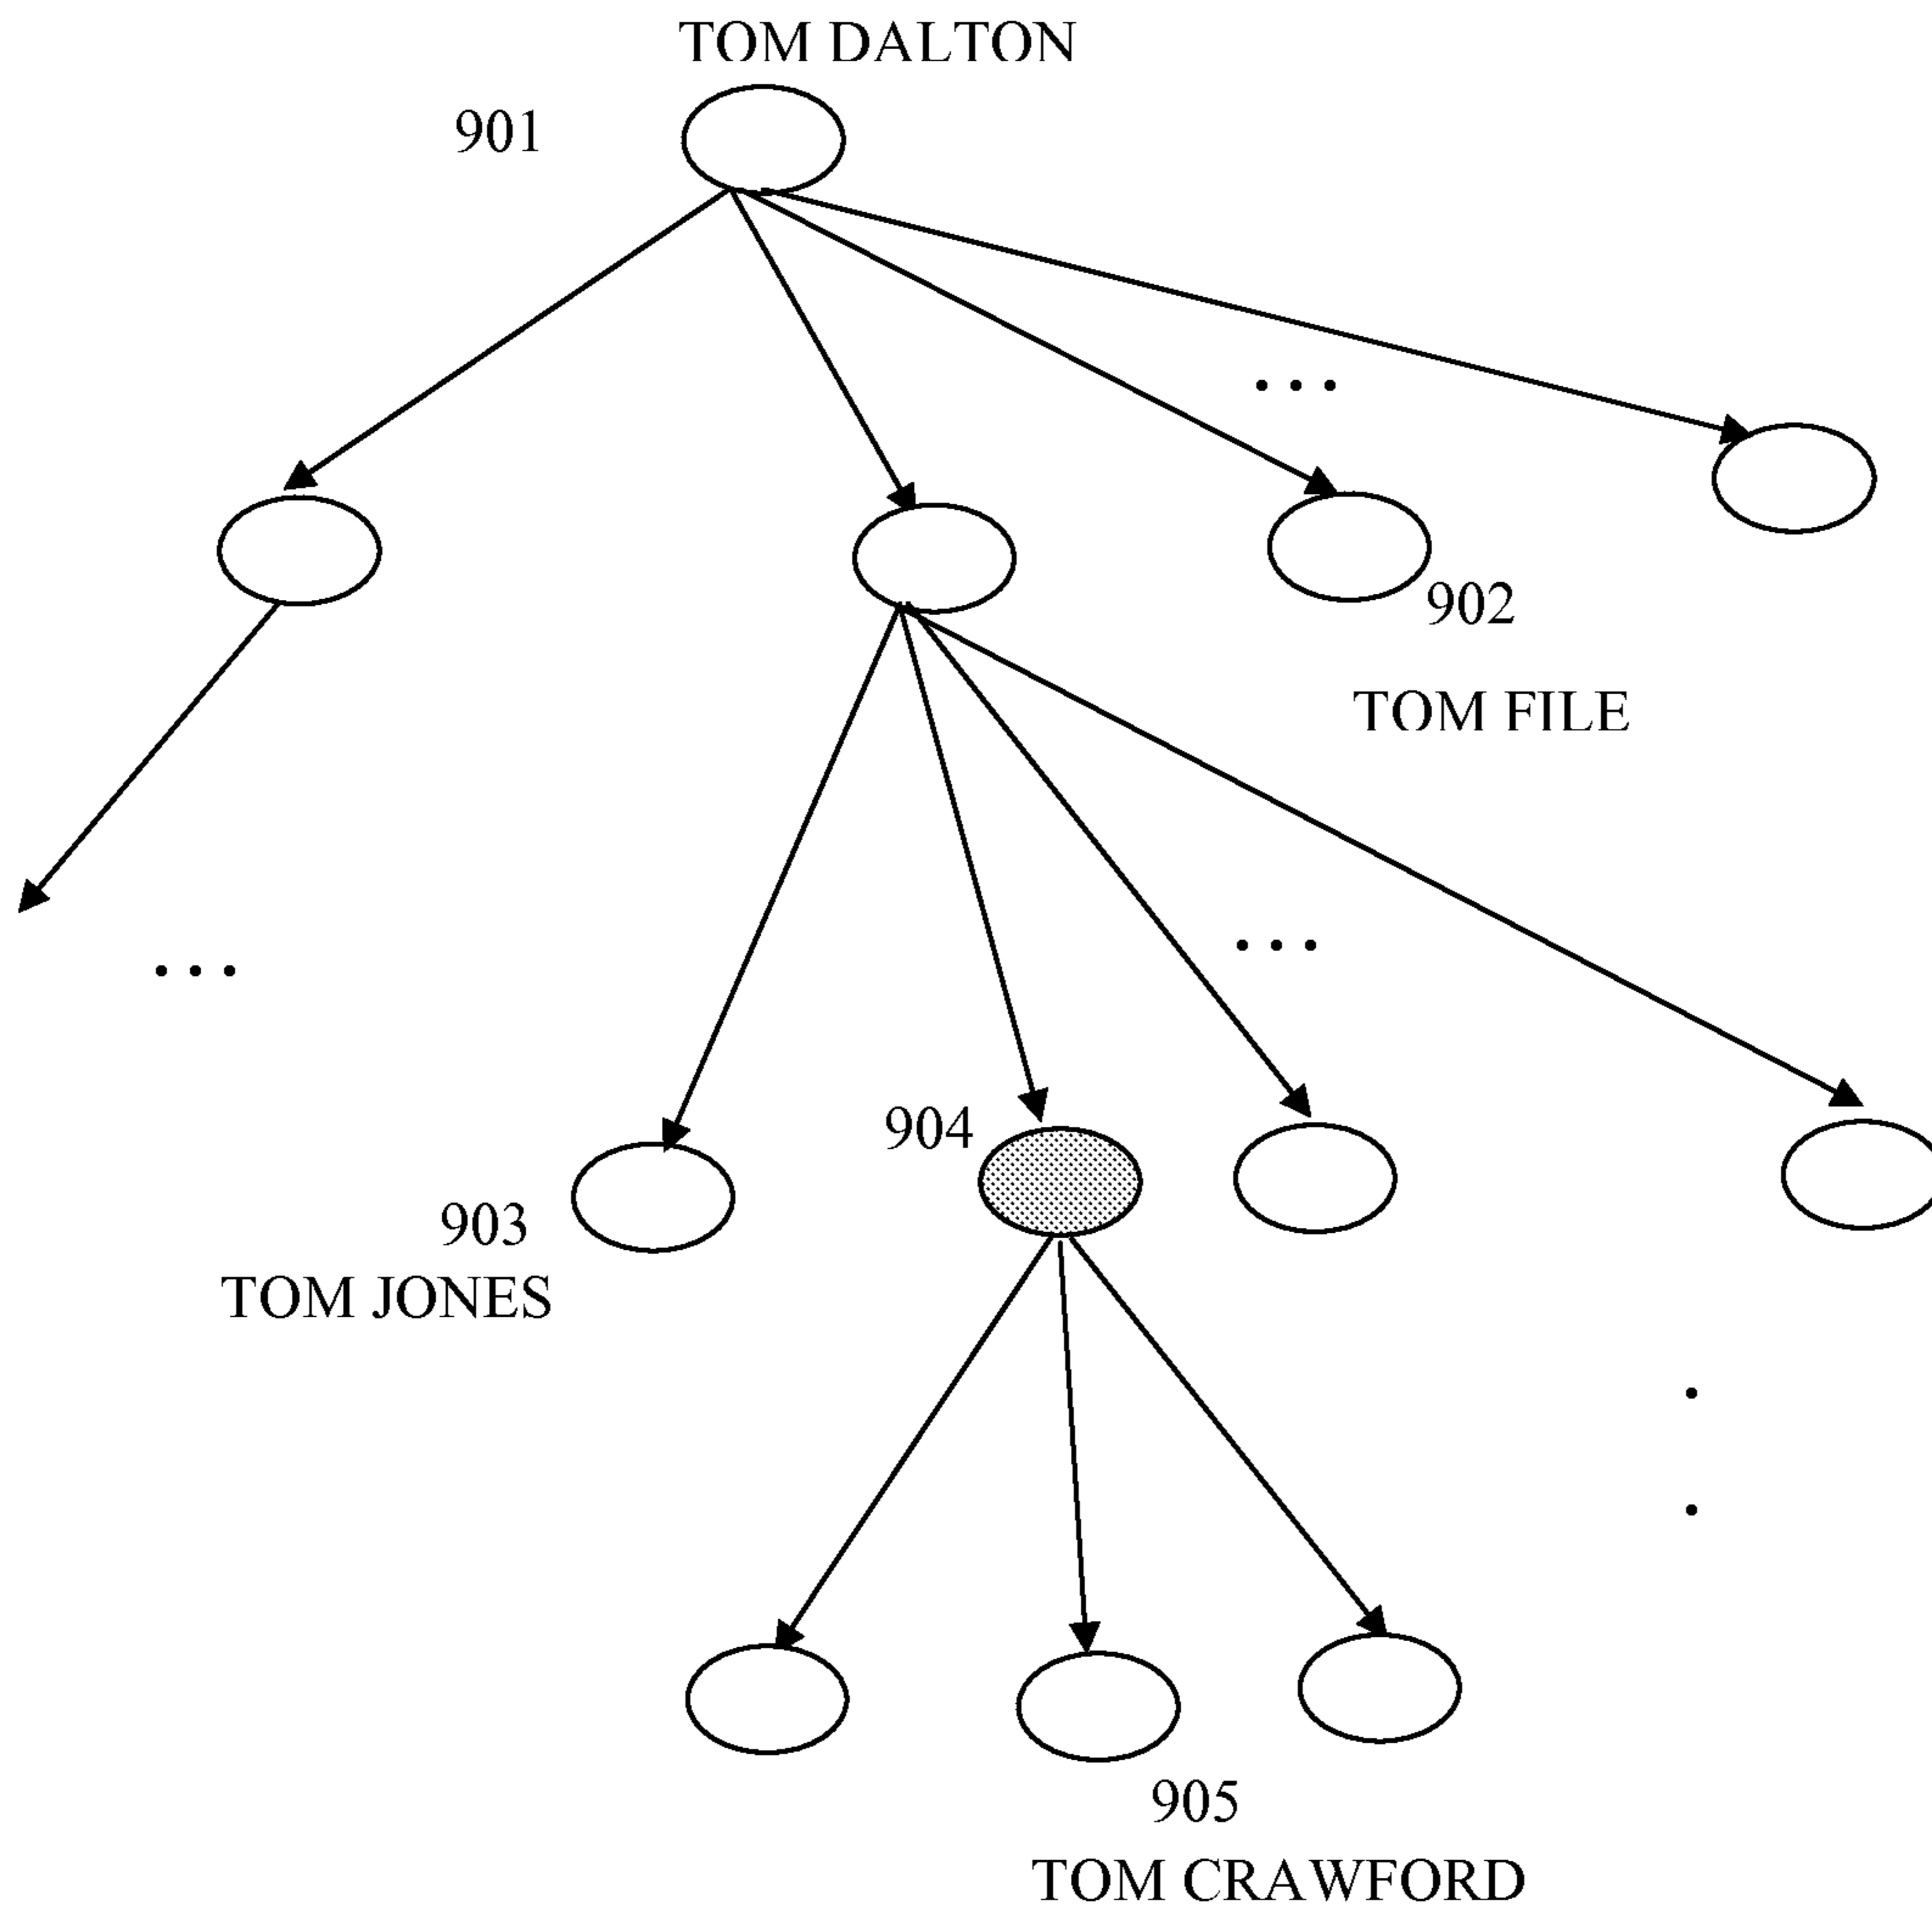 TOM DALTON
901
. . .
902
TOM FILE
. . .
. . .
904
903
TOM JONES
905
TOM CRAWFORD